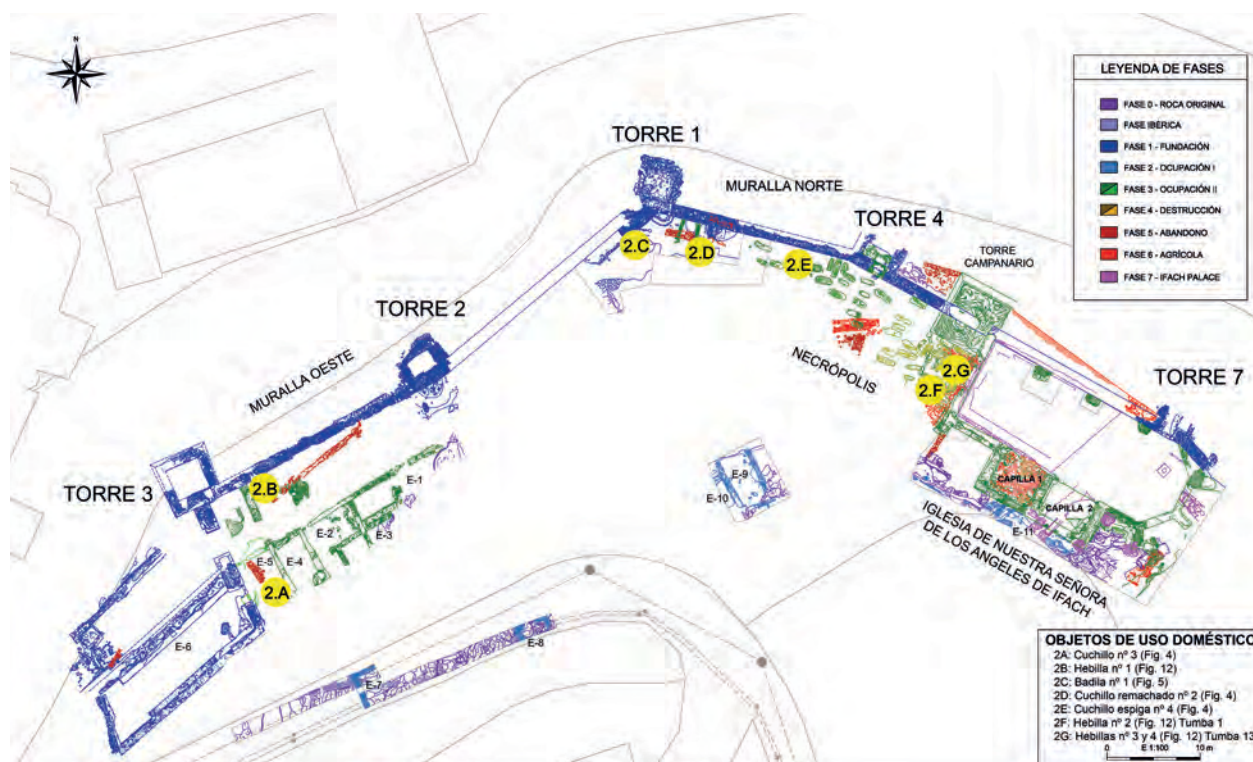 N
TORRE 1
MURALLA NORTE
TORRE 4
TORRE
CAMPANARIO
2.C
2.D
2.E
TORRE 2
MURALLA OESTE
NECRÓPOLIS
2.G
2.F
TORRE 7
TORRE 3
2.B
E-1
E-2
E-3
E-4
E-5
2.A
E-6
E-7
E-8
E-9
E-10
CAPILLA 1
CAPILLA 2
E-11
IGLESIA DE NUESTRA SEÑORA
DE LOS ANGELES DE IFACH
LEYENDA DE FASES
FASE 0 - ROCA ORIGINAL
FASE IBÉRICA
FASE 1 - FUNDACIÓN
FASE 2 - OCUPACIÓN I
FASE 3 - OCUPACIÓN II
FASE 4 - DESTRUCCIÓN
FASE 5 - ABANDONO
FASE 6 - AGRÍCOLA
FASE 7 - IFACH PALACE
OBJETOS DE USO DOMÉSTICO
2A: Cuchillo nº 3 (Fig. 4)
2B: Hebilla nº 1 (Fig. 12)
2C: Badila nº 1 (Fig. 5)
2D: Cuchillo remachado nº 2 (Fig. 4)
2E: Cuchillo espiga nº 4 (Fig. 4)
2F: Hebilla nº 2 (Fig. 12) Tumba 1
2G: Hebillas nº 3 y 4 (Fig. 12) Tumba 13
0 E 1:100 10 m